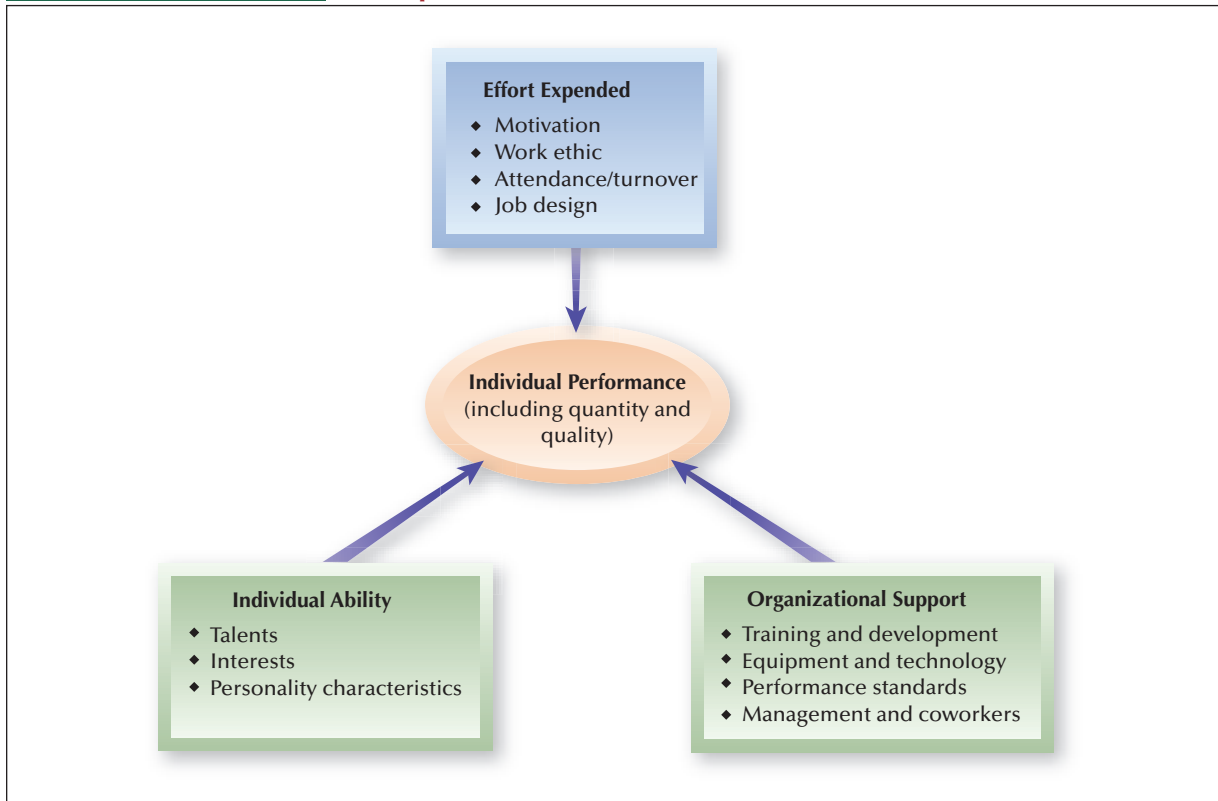 Effort Expended
◆ Motivation
◆ Work ethic
◆ Attendance/turnover
◆ Job design
Individual Performance
(including quantity and
quality)
Individual Ability
◆ Talents
◆ Interests
◆ Personality characteristics
Organizational Support
◆ Training and development
◆ Equipment and technology
◆ Performance standards
◆ Management and coworkers